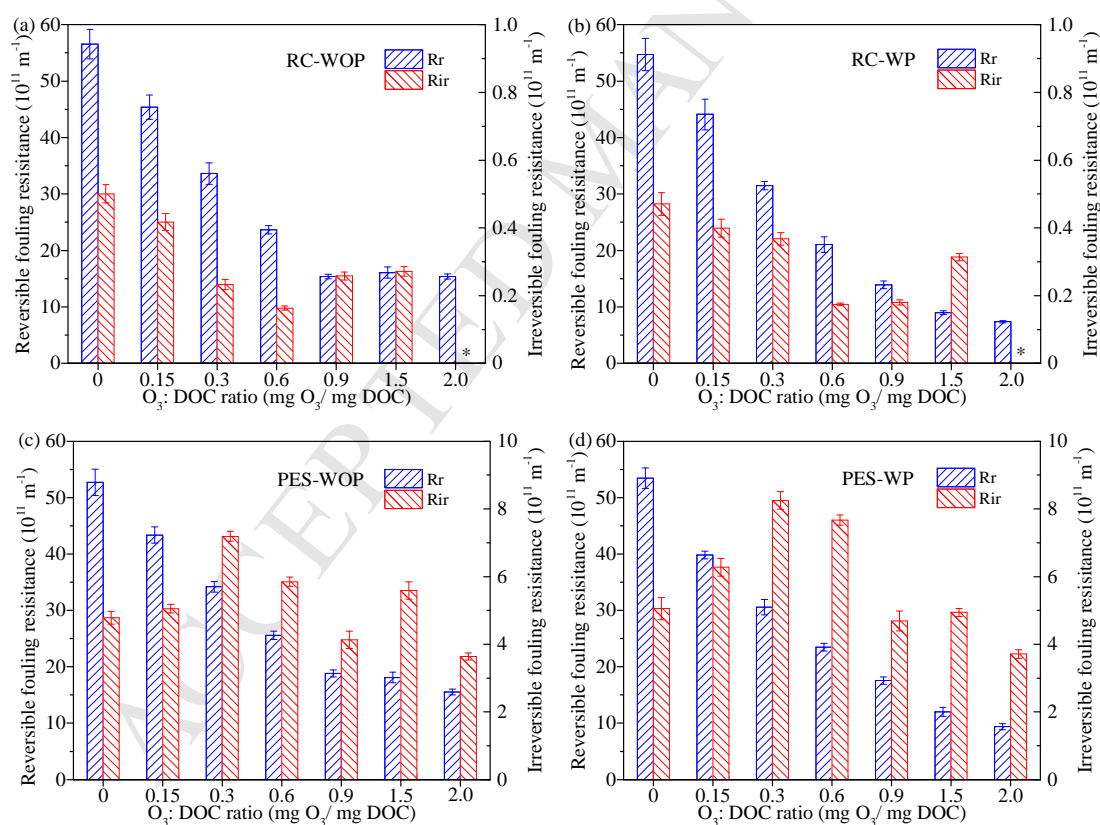 (a)
RC-WOP
Rr
Rir
Reversible fouling resisitance (10¹¹ m⁻¹)
60
50
40
30
20
10
0
1.0
0.8
0.6
0.4
0.2
0
Irreversible fouling resistance (10¹¹ m⁻¹)
*
0 0.15 0.3 0.6 0.9 1.5 2.0
O₃: DOC ratio (mg O₃/ mg DOC)
(b)
RC-WP
Rr
Rir
Reversible fouling resisitance (10¹¹ m⁻¹)
60
50
40
30
20
10
0
1.0
0.8
0.6
0.4
0.2
0
Irreversible fouling resistance (10¹¹ m⁻¹)
*
0 0.15 0.3 0.6 0.9 1.5 2.0
O₃: DOC ratio (mg O₃/ mg DOC)
(c)
PES-WOP
Rr
Rir
Reversible fouling resisitance (10¹¹ m⁻¹)
60
50
40
30
20
10
0
10
8
6
4
2
0
Irreversible fouling resistance (10¹¹ m⁻¹)
0 0.15 0.3 0.6 0.9 1.5 2.0
O₃: DOC ratio (mg O₃/ mg DOC)
(d)
PES-WP
Rr
Rir
Reversible fouling resisitance (10¹¹ m⁻¹)
60
50
40
30
20
10
0
10
8
6
4
2
0
Irreversible fouling resistance (10¹¹ m⁻¹)
0 0.15 0.3 0.6 0.9 1.5 2.0
O₃: DOC ratio (mg O₃/ mg DOC)
ACCEPTED MAN